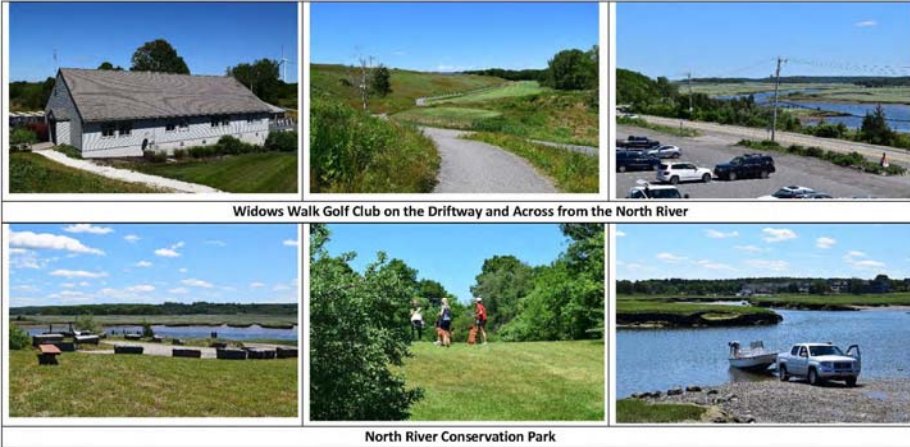 Widows Walk Golf Club on the Driftway and Across from the North River
North River Conservation Park